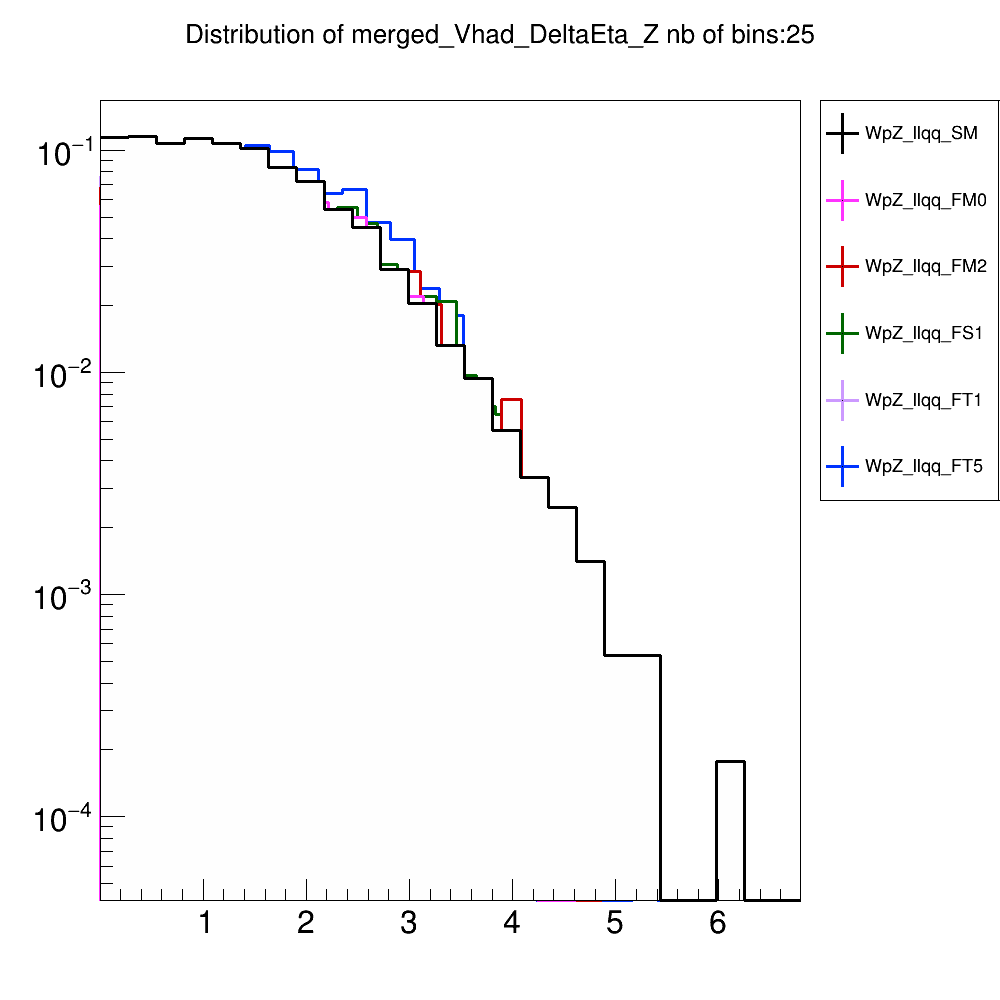 Distribution of merged_Vhad_DeltaEta_Z nb of bins:25
10⁻¹
10⁻²
10⁻³
10⁻⁴
1 2 3 4 5 6
WpZ_llqq_SM
WpZ_llqq_FM0
WpZ_llqq_FM2
WpZ_llqq_FS1
WpZ_llqq_FT1
WpZ_llqq_FT5